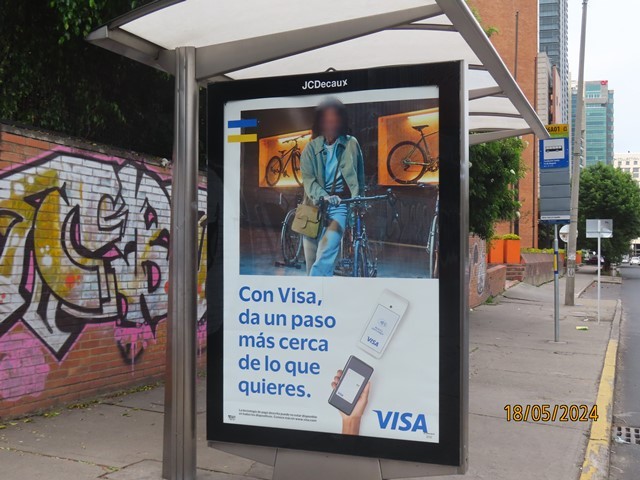 JCDecaux
Con Visa,
da un paso
más cerca
de lo que
quieres.
VISA
VISA
18/05/2024